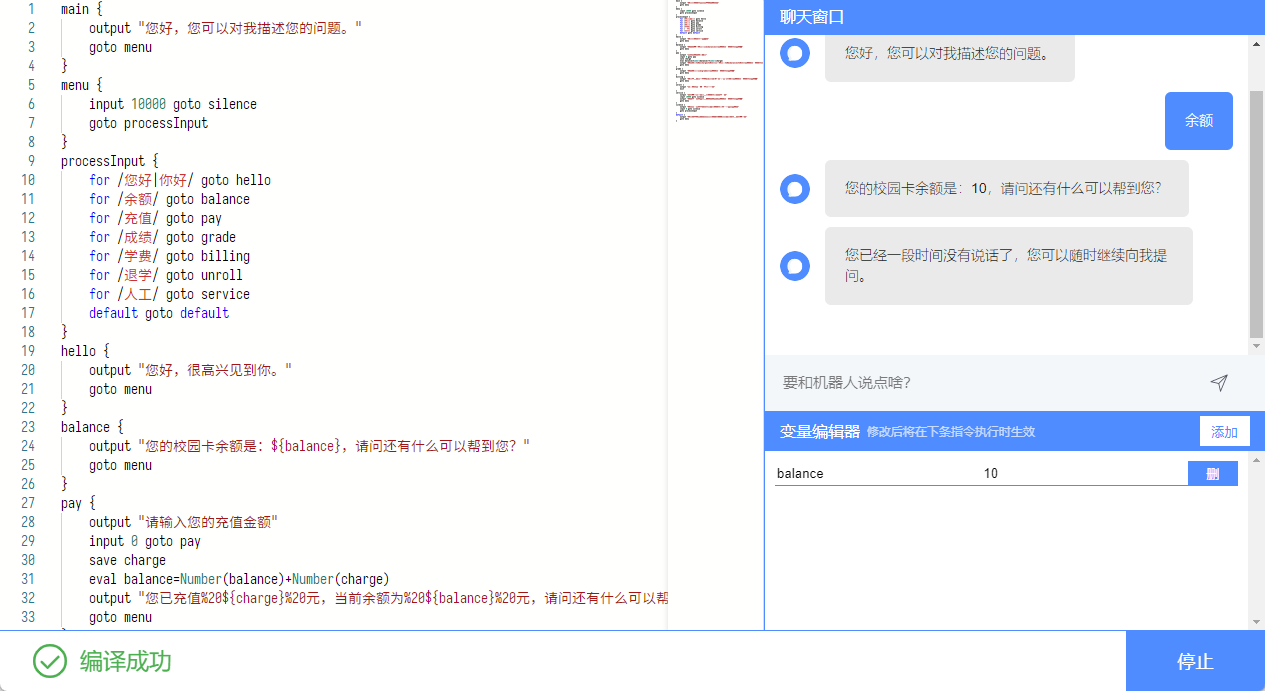 1 main {
2 output "您好，您可以对我描述您的问题。"
3 goto menu
4 }
5 menu {
6 input 10000 goto silence
7 goto processInput
8 }
9 processInput {
10 for /您好|你好/ goto hello
11 for /余额/ goto balance
12 for /充值/ goto pay
13 for /成绩/ goto grade
14 for /学费/ goto billing
15 for /退学/ goto unroll
16 for /人工/ goto service
17 default goto default
18 }
19 hello {
20 output "您好，很高兴见到你。"
21 goto menu
22 }
23 balance {
24 output "您的校园卡余额是：${balance}，请问还有什么可以帮到您？"
25 goto menu
26 }
27 pay {
28 output "请输入您的充值金额"
29 input 0 goto pay
30 save charge
31 eval balance=Number(balance)+Number(charge)
32 output "您已充值%20${charge}%20元，当前余额为%20${balance}%20元，请问还有什么可以帮
33 goto menu
聊天窗口
您好，您可以对我描述您的问题。
余额
您的校园卡余额是：10，请问还有什么可以帮到您？
您已经一段时间没有说话了，您可以随时继续向我提
问。
要和机器人说点啥？
变量编辑器 修改后将在下条指令执行时生效 添加
balance 10 删
编译成功
停止